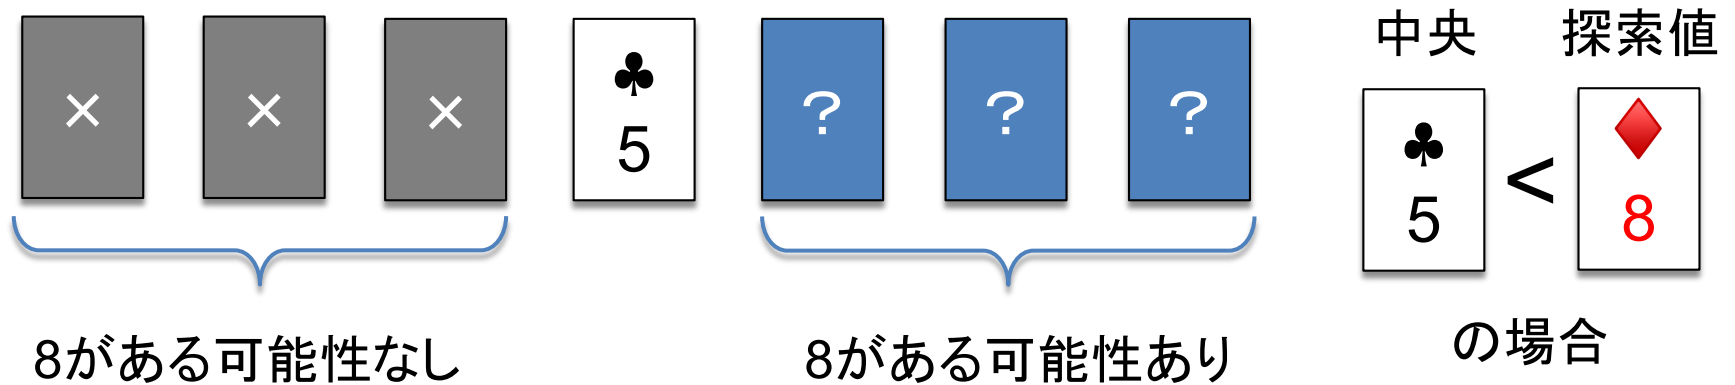 × × × ♣ 5 ? ? ?
8がある可能性なし
8がある可能性あり
中央 探索値
♣ 5 < ♦ 8
の場合